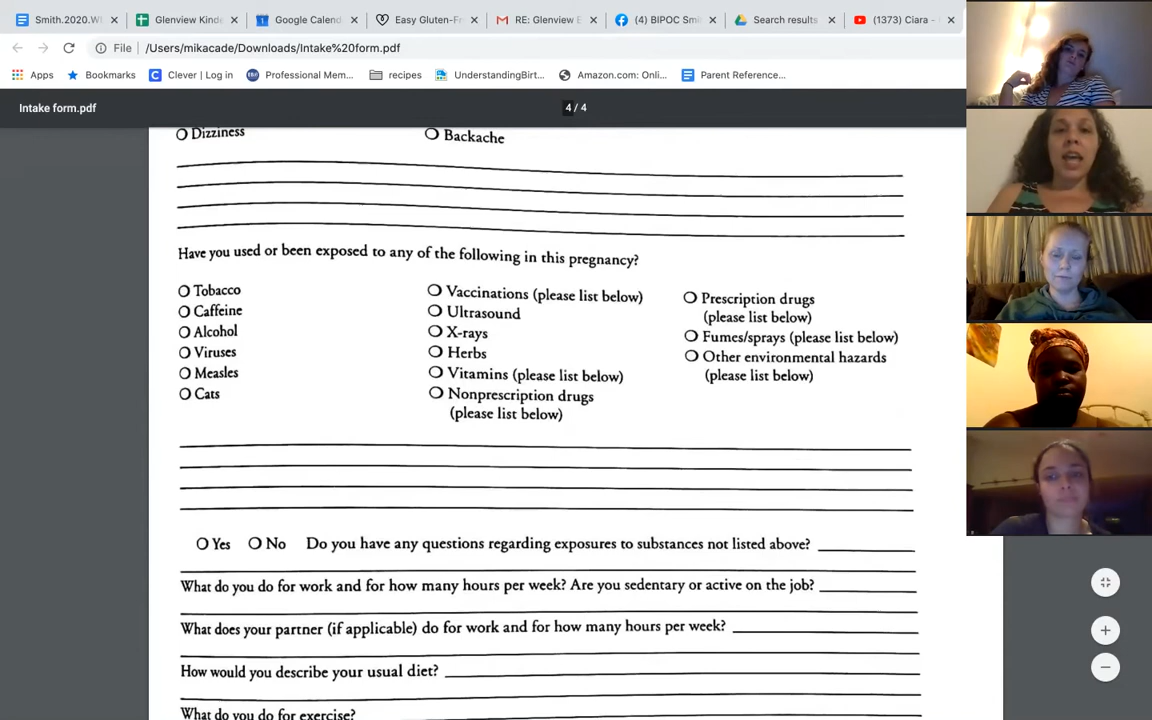 Smith.2020.WI
Glenview Kinde
Google Calend
Easy Gluten-Fr
RE: Glenview E
(4) BIPOC Smi
Search results
(1373) Ciara -
File /Users/mikacade/Downloads/Intake%20form.pdf
Apps Bookmarks Clever | Log in Professional Mem... recipes UnderstandingBirt... Amazon.com: Onli... Parent Reference...
Intake form.pdf
4 / 4
Dizziness
Backache
Have you used or been exposed to any of the following in this pregnancy?
Tobacco
Caffeine
Alcohol
Viruses
Measles
Cats
Vaccinations (please list below)
Ultrasound
X-rays
Herbs
Vitamins (please list below)
Nonprescription drugs
(please list below)
Prescription drugs
(please list below)
Fumes/sprays (please list below)
Other environmental hazards
(please list below)
Yes No Do you have any questions regarding exposures to substances not listed above?
What do you do for work and for how many hours per week? Are you sedentary or active on the job?
What does your partner (if applicable) do for work and for how many hours per week?
How would you describe your usual diet?
What do you do for exercise?